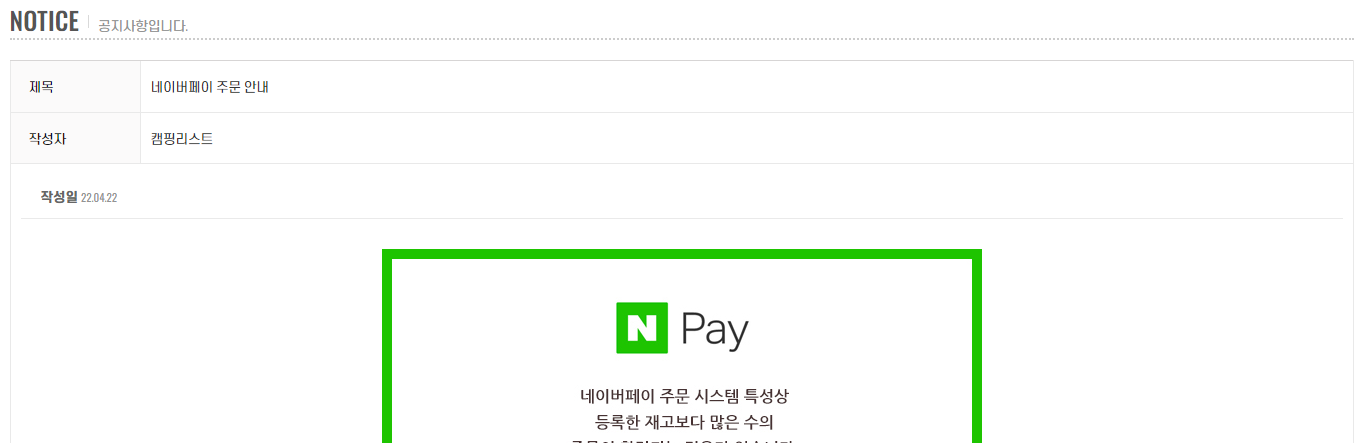 NOTICE 공지사항입니다.
제목 네이버페이 주문 안내
작성자 캠핑리스트
작성일 22.04.22
N Pay
네이버페이 주문 시스템 특성상
등록한 재고보다 많은 수의